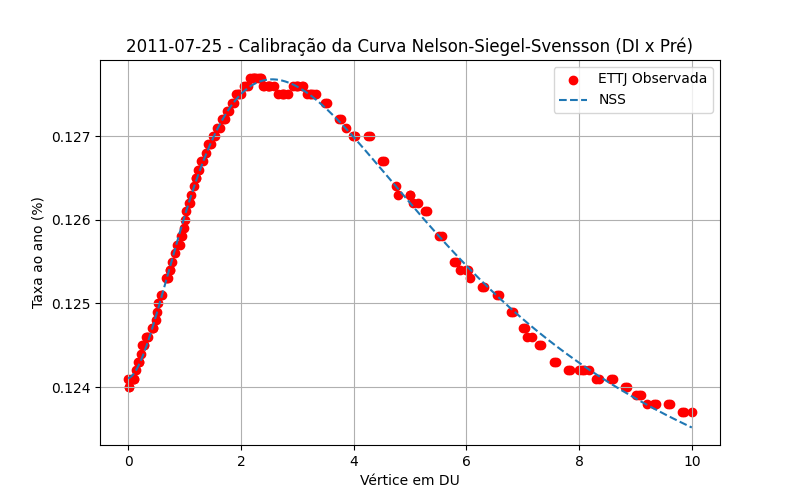 2011-07-25 - Calibração da Curva Nelson-Siegel-Svensson (DI x Pré)
ETTJ Observada
NSS
Taxa ao ano (%)
0.127
0.126
0.125
0.124
0 2 4 6 8 10
Vértice em DU